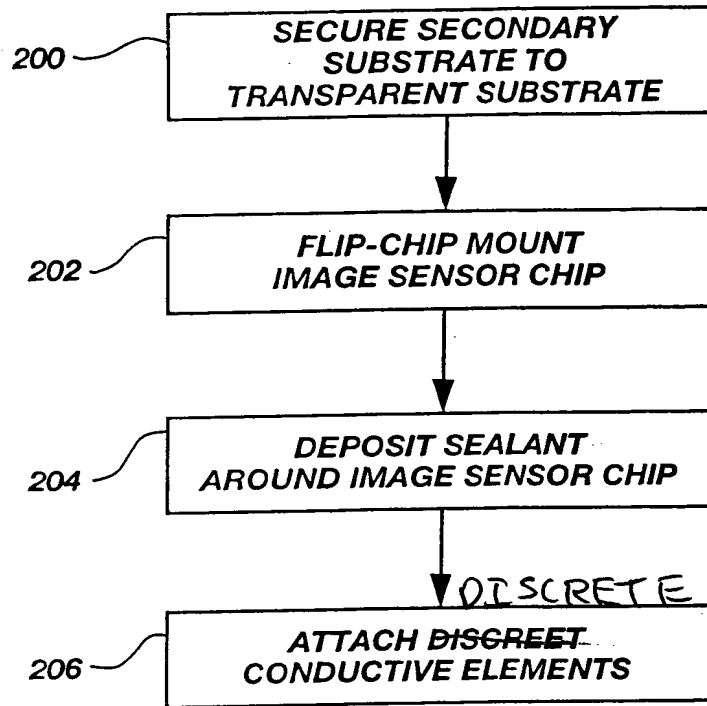 200
SECURE SECONDARY
SUBSTRATE TO
TRANSPARENT SUBSTRATE
202
FLIP-CHIP MOUNT
IMAGE SENSOR CHIP
204
DEPOSIT SEALANT
AROUND IMAGE SENSOR CHIP
DISCRETE
206
ATTACH DISCREET
CONDUCTIVE ELEMENTS